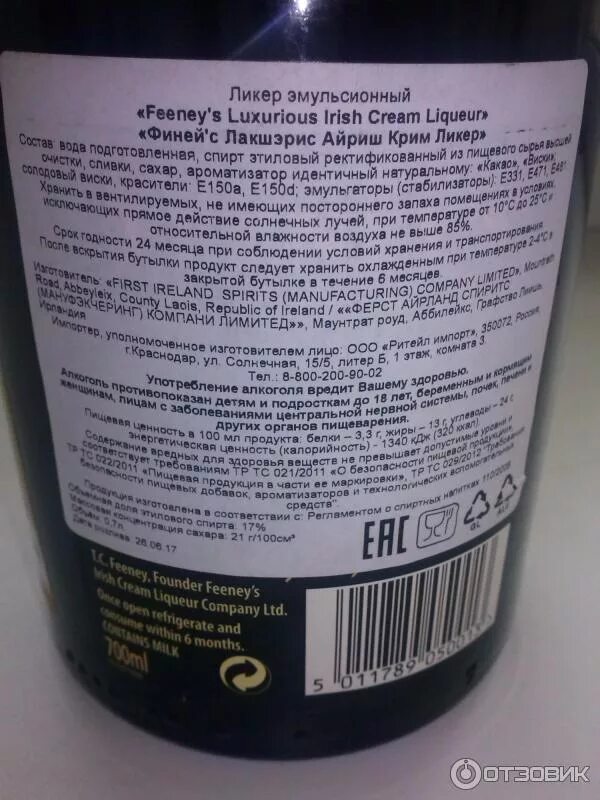 Ликер эмульсионный
«Feeney's Luxurious Irish Cream Liqueur»
«Финей'с Лакшэрис Айриш Крим Ликер»
Состав: вода подготовленная, спирт этиловый ректификованный из пищевого сырья высшей
очистки, сливки, сахар, ароматизатор идентичный натуральному: «Какао», «Виски»,
солодовый виски, красители: E150a, E150d; эмульгаторы (стабилизаторы): E331, E471, E481
Хранить в вентилируемых, не имеющих постороннего запаха помещениях в условиях,
исключающих прямое действие солнечных лучей, при температуре от 10°С до 25°С и
относительной влажности воздуха не выше 85%.
Срок годности 24 месяца при соблюдении условий хранения и транспортирования
После вскрытия бутылки продукт следует хранить охлажденным при температуре 2-4°С в
закрытой бутылке в течение 6 месяцев.
Изготовитель: «FIRST IRELAND SPIRITS (MANUFACTURING) COMPANY LIMITED», Mountrath
Road, Abbeyleix, County Laois, Republic of Ireland / ««ФЕРСТ АЙРЛАНД СПИРИТС
(МАНУФЭКЧЕРИНГ) КОМПАНИ ЛИМИТЕД»», Маунтрат роуд, Аббилейкс, Графство Лиишь,
Ирландия
Импортер, уполномоченное изготовителем лицо: ООО «Ритейл импорт», 350072, Россия,
г.Краснодар, ул. Солнечная, 15/5, литер Б, 1 этаж, комната 3.
Тел.: 8-800-200-90-02
Употребление алкоголя вредит Вашему здоровью.
Алкоголь противопоказан детям и подросткам до 18 лет, беременным и кормящим
женщинам, лицам с заболеваниями центральной нервной системы, почек, печени и
других органов пищеварения.
Пищевая ценность в 100 мл продукта: белки – 3,3 г, жиры – 13 г, углеводы – 24 г,
энергетическая ценность (калорийность) – 1340 кДж (320 ккал)
Содержание вредных для здоровья веществ не превышает допустимые уровни и
соответствует требованиям ТР ТС 021/2011 «О безопасности пищевой продукции»,
ТР ТС 022/2011 «Пищевая продукция в части ее маркировки», ТР ТС 029/2012 "Требования
безопасности пищевых добавок, ароматизаторов и технологических вспомогательных
средств"
Продукция изготовлена в соответствии с: Регламентом о спиртных напитках 110/2008
Объемная доля этилового спирта: 17%
Массовая концентрация сахара: 21 г/100см³
Объём: 0,7л
Дата розлива: 26.06.17
EAC
GL
ALU
T.C. Feeney, Founder Feeney's
Irish Cream Liqueur Company Ltd.
Once open refrigerate and
consume within 6 months.
CONTAINS MILK
700ml
5 011789 05001
ОТЗОВИК